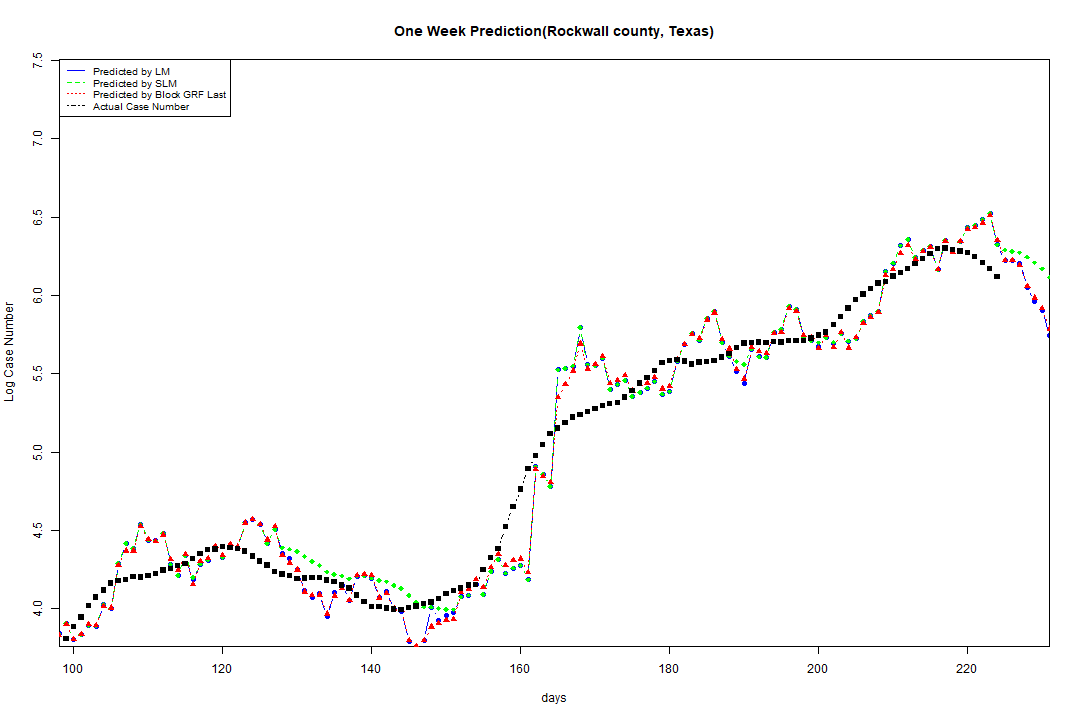 One Week Prediction(Rockwall county, Texas)
Predicted by LM
Predicted by SLM
Predicted by Block GRF Last
Actual Case Number
Log Case Number
7.5
7.0
6.5
6.0
5.5
5.0
4.5
4.0
100 120 140 160 180 200 220
days